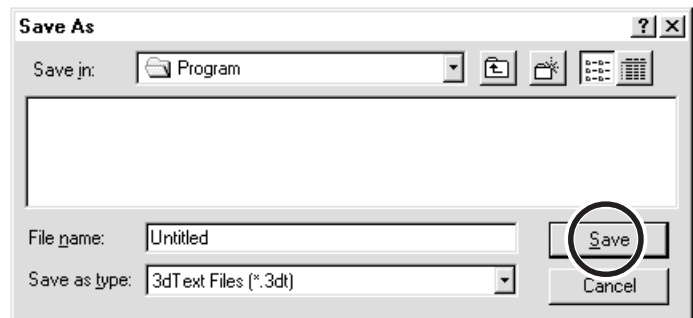 Save As
Save in: Program
File name: Untitled Save
Save as type: 3dText Files (*.3dt) Cancel